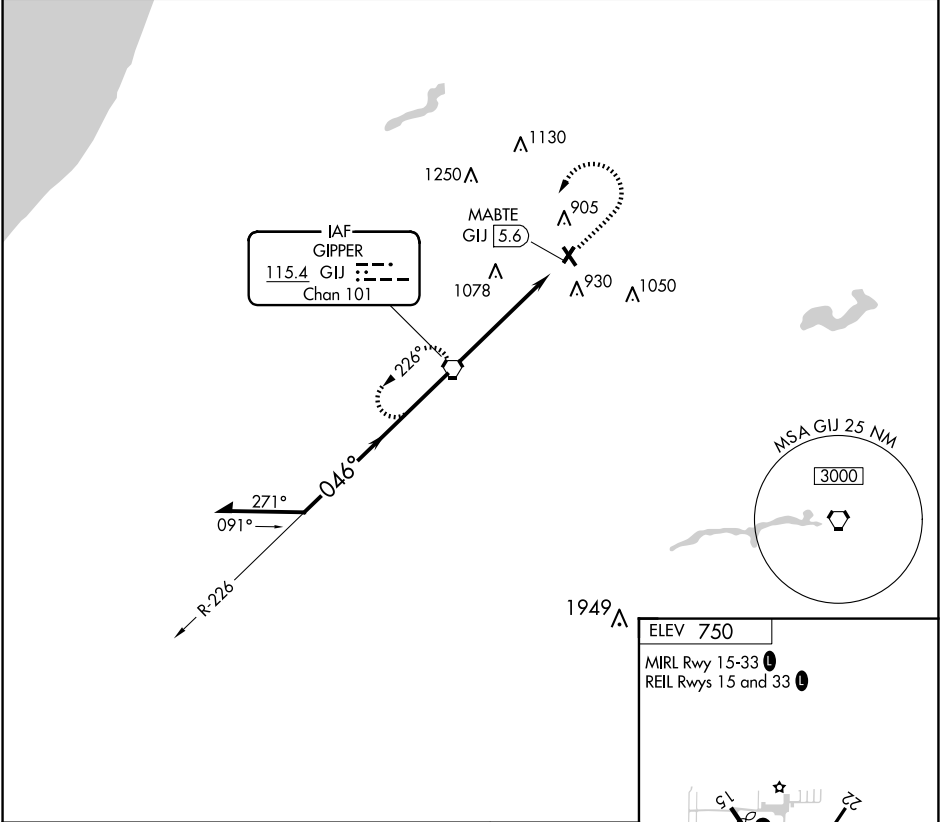 1130
1250
905
MABTE
GIJ 5.6
IAF
GIPPER
115.4 GIJ
Chan 101
1078
930
1050
226°
046°
271°
091°
R-226
MSA GIJ 25 NM
3000
1949
ELEV 750
MIRL Rwy 15-33 L
REIL Rwys 15 and 33 L
15
22